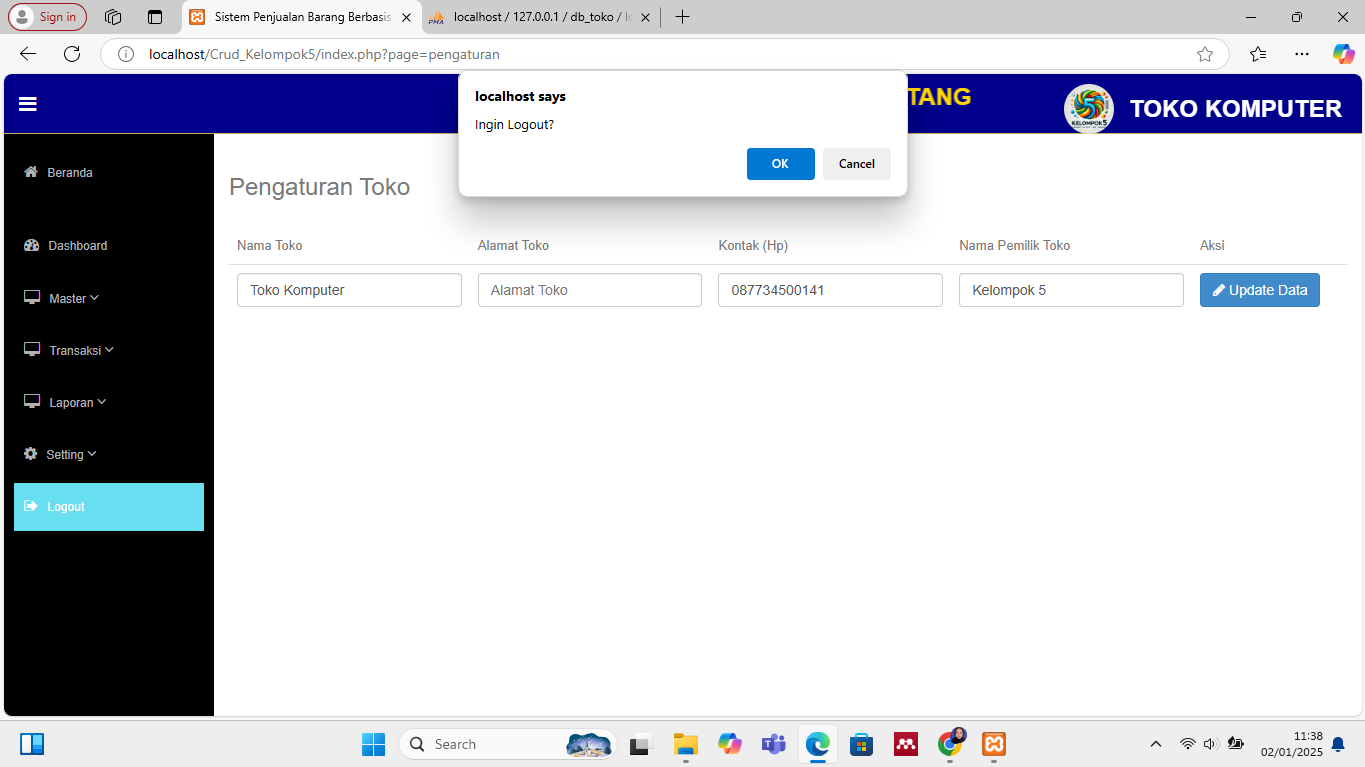 Sign in
Sistem Penjualan Barang Berbasis
PMA
localhost / 127.0.0.1 / db_toko / l
localhost/Crud_Kelompok5/index.php?page=pengaturan
localhost says
Ingin Logout?
OK
Cancel
TANG
5
KELOMPOK 5
TOKO KOMPUTER
Beranda
Dashboard
Master
Transaksi
Laporan
Setting
Logout
Pengaturan Toko
Nama Toko
Alamat Toko
Kontak (Hp)
Nama Pemilik Toko
Aksi
Toko Komputer
Alamat Toko
087734500141
Kelompok 5
Update Data
Search
11:38
02/01/2025